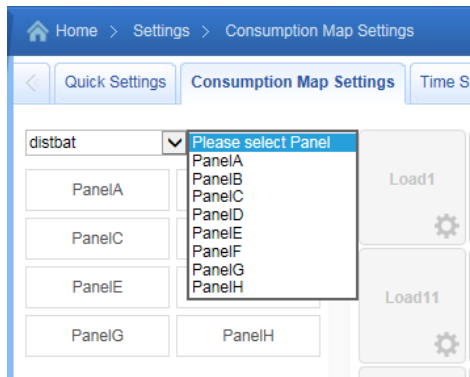 Home > Settings > Consumption Map Settings
< Quick Settings Consumption Map Settings Time S
distbat Please select Panel
PanelA
PanelB
PanelC
PanelD
PanelE
PanelF
PanelG
PanelH
PanelA
PanelC
PanelE
PanelG PanelH
Load1
Load11